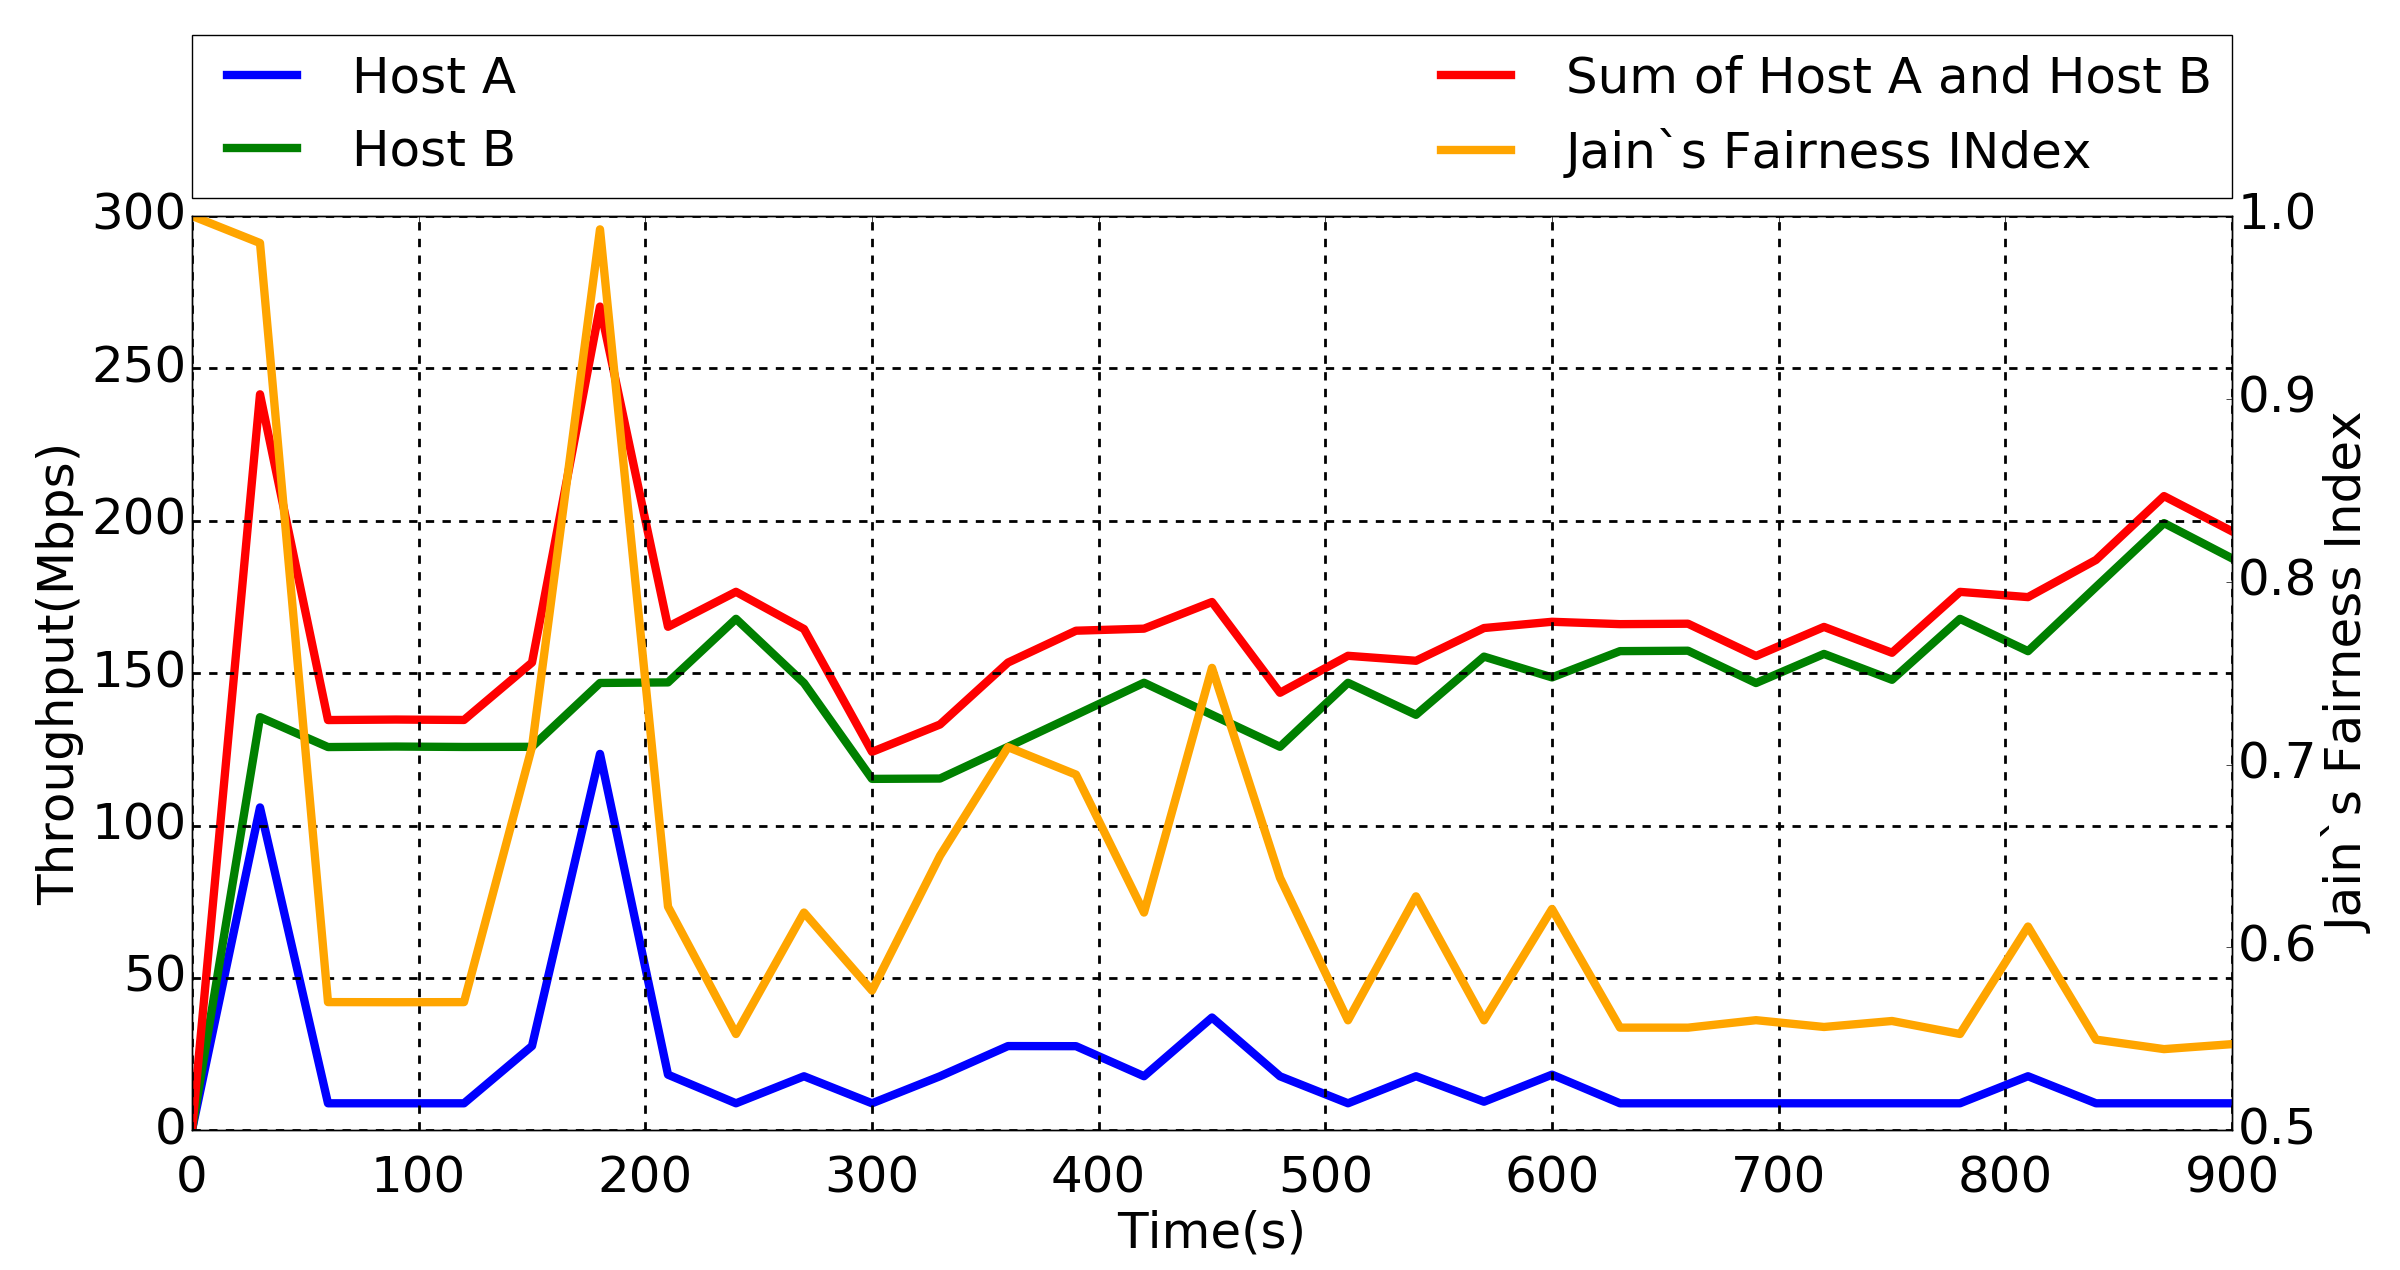 Host A
Host B
Sum of Host A and Host B
Jain`s Fairness INdex
300
250
200
150
100
50
0
Throughput(Mbps)
1.0
0.9
0.8
0.7
0.6
0.5
Jain`s Fairness Index
0 100 200 300 400 500 600 700 800 900
Time(s)